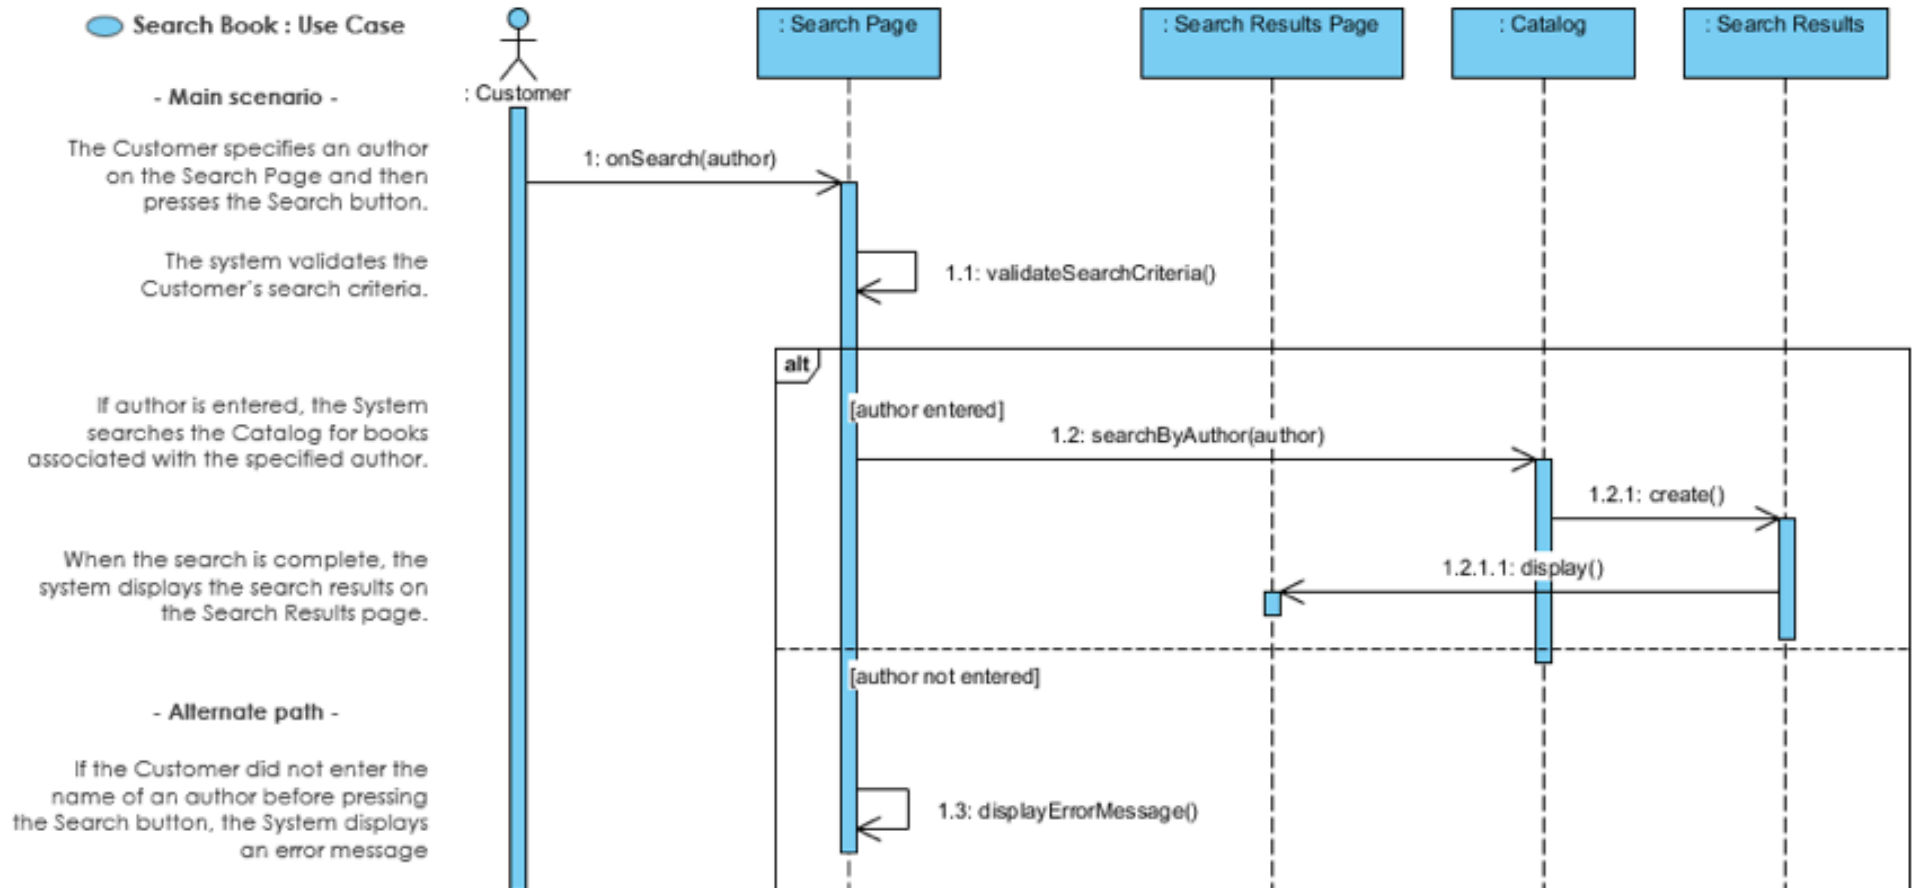 Search Book : Use Case
: Customer
: Search Page
: Search Results Page
: Catalog
: Search Results
- Main scenario -
The Customer specifies an author
on the Search Page and then
presses the Search button.
1: onSearch(author)
The system validates the
Customer's search criteria.
1.1: validateSearchCriteria()
alt
[author entered]
If author is entered, the System
searches the Catalog for books
associated with the specified author.
1.2: searchByAuthor(author)
1.2.1: create()
When the search is complete, the
system displays the search results on
the Search Results page.
1.2.1.1: display()
[author not entered]
- Alternate path -
If the Customer did not enter the
name of an author before pressing
the Search button, the System displays
an error message
1.3: displayErrorMessage()